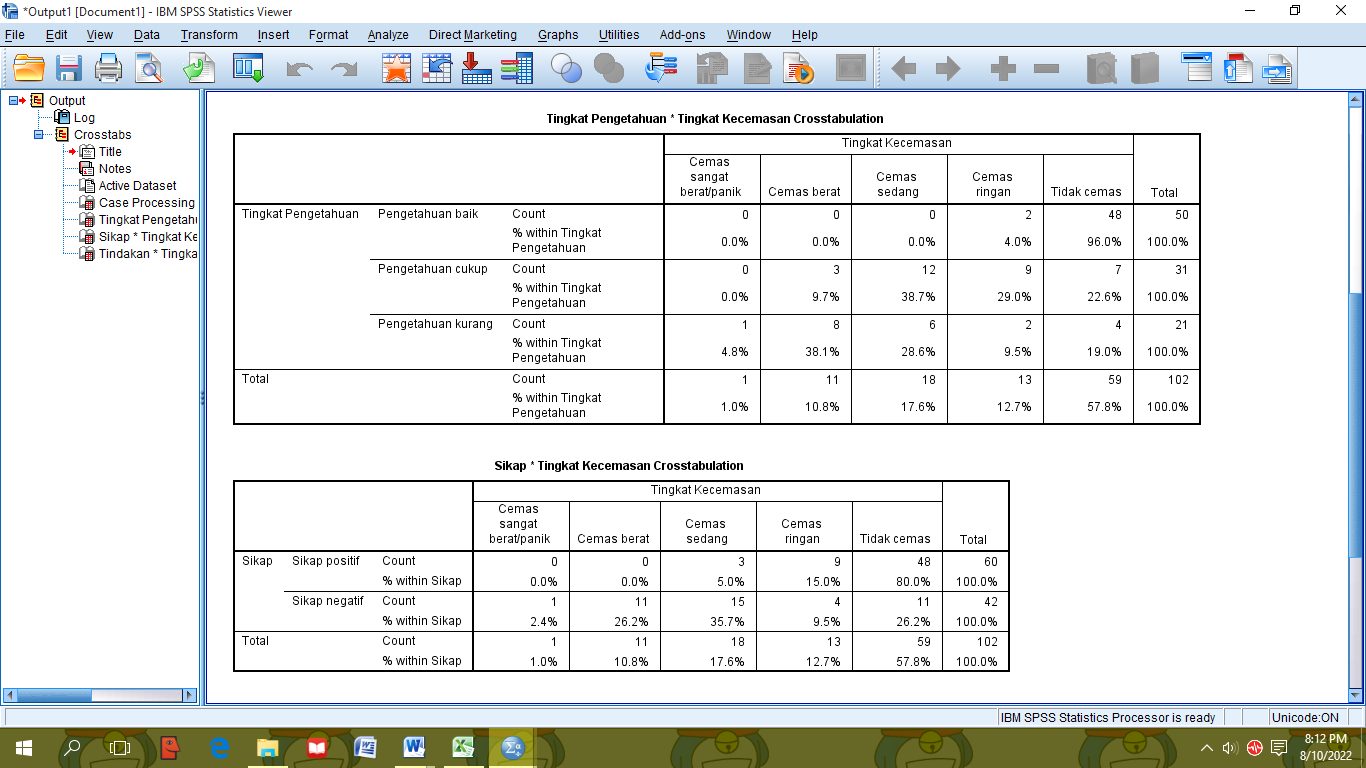 *Output1 [Document1] - IBM SPSS Statistics Viewer
File Edit View Data Transform Insert Format Analyze Direct Marketing Graphs Utilities Add-ons Window Help
Output
Log
Crosstabs
Title
Notes
Active Dataset
Case Processing
Tingkat Pengetahu
Sikap * Tingkat Ke
Tindakan * Tingka
Tingkat Pengetahuan * Tingkat Kecemasan Crosstabulation
Tingkat Kecemasan
Cemas sangat berat/panik Cemas berat Cemas sedang Cemas ringan Tidak cemas Total
Tingkat Pengetahuan Pengetahuan baik Count 0 0 0 2 48 50
% within Tingkat Pengetahuan 0.0% 0.0% 0.0% 4.0% 96.0% 100.0%
Pengetahuan cukup Count 0 3 12 9 7 31
% within Tingkat Pengetahuan 0.0% 9.7% 38.7% 29.0% 22.6% 100.0%
Pengetahuan kurang Count 1 8 6 2 4 21
% within Tingkat Pengetahuan 4.8% 38.1% 28.6% 9.5% 19.0% 100.0%
Total Count 1 11 18 13 59 102
% within Tingkat Pengetahuan 1.0% 10.8% 17.6% 12.7% 57.8% 100.0%
Sikap * Tingkat Kecemasan Crosstabulation
Tingkat Kecemasan
Cemas sangat berat/panik Cemas berat Cemas sedang Cemas ringan Tidak cemas Total
Sikap Sikap positif Count 0 0 3 9 48 60
% within Sikap 0.0% 0.0% 5.0% 15.0% 80.0% 100.0%
Sikap negatif Count 1 11 15 4 11 42
% within Sikap 2.4% 26.2% 35.7% 9.5% 26.2% 100.0%
Total Count 1 11 18 13 59 102
% within Sikap 1.0% 10.8% 17.6% 12.7% 57.8% 100.0%
IBM SPSS Statistics Processor is ready Unicode:ON
8:12 PM
8/10/2022